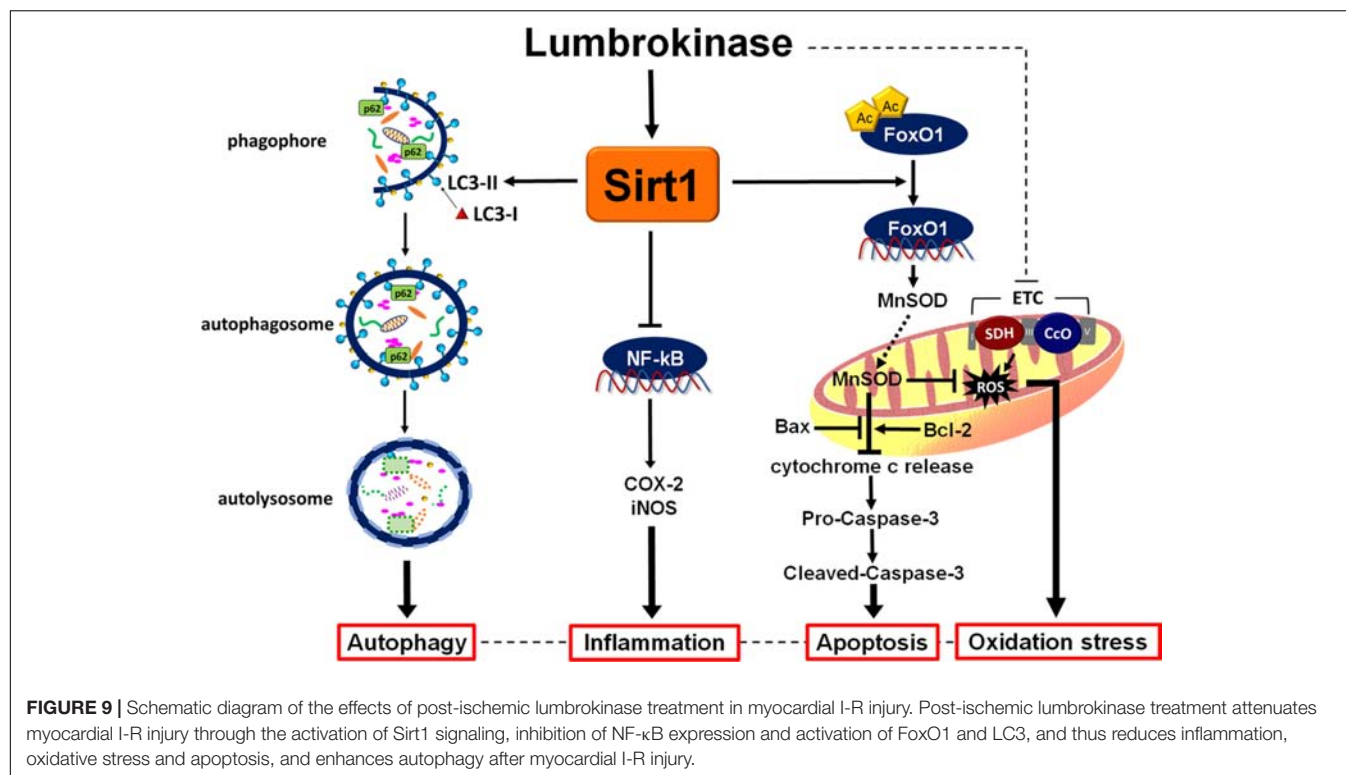 Lumbrokinase
phagophore
p62
p62
LC3-II
LC3-I
Sirt1
Ac
Ac
FoxO1
FoxO1
MnSOD
ETC
I
SDH
III
CcO
V
autophagosome
p62
p62
NF-kB
MnSOD
ROS
Bax
Bcl-2
cytochrome c release
autolysosome
COX-2
iNOS
Pro-Caspase-3
Cleaved-Caspase-3
Autophagy
Inflammation
Apoptosis
Oxidation stress
FIGURE 9 | Schematic diagram of the effects of post-ischemic lumbrokinase treatment in myocardial I-R injury. Post-ischemic lumbrokinase treatment attenuates
myocardial I-R injury through the activation of Sirt1 signaling, inhibition of NF-κB expression and activation of FoxO1 and LC3, and thus reduces inflammation,
oxidative stress and apoptosis, and enhances autophagy after myocardial I-R injury.